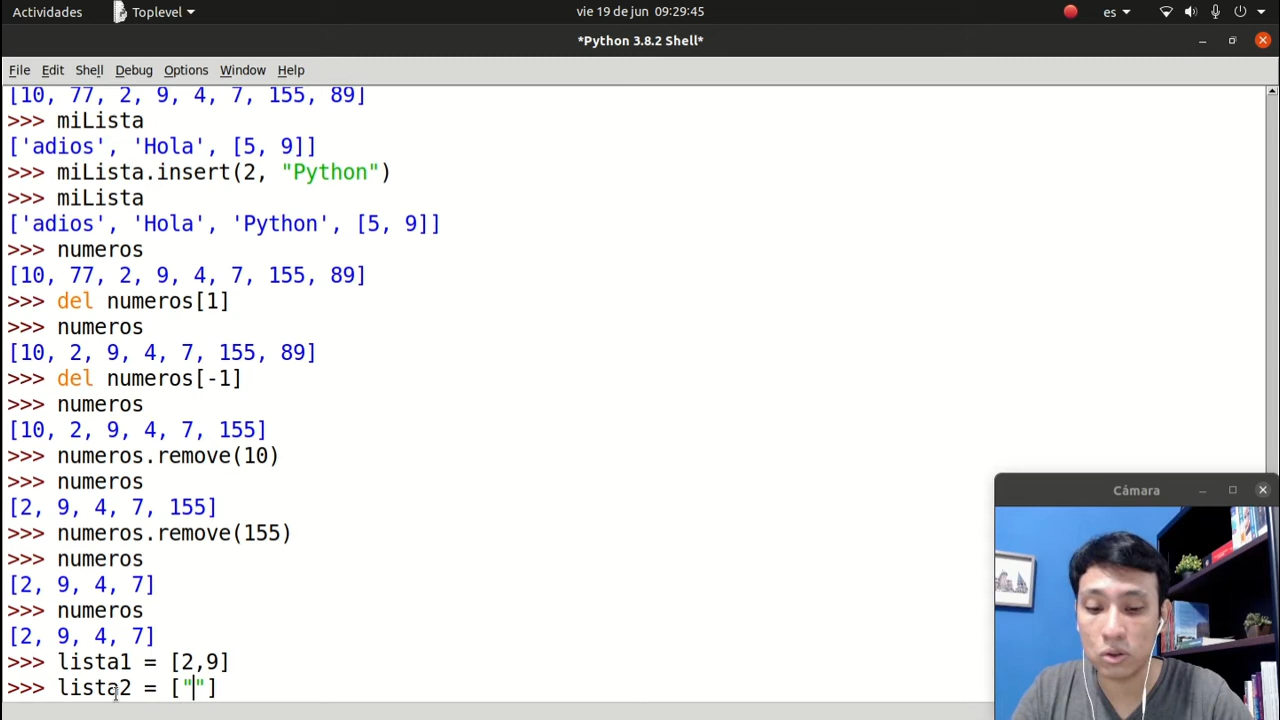 Actividades Toplevel vie 19 de jun 09:29:45 es
*Python 3.8.2 Shell*
File Edit Shell Debug Options Window Help
[10, 77, 2, 9, 4, 7, 155, 89]
>>> miLista
['adios', 'Hola', [5, 9]]
>>> miLista.insert(2, "Python")
>>> miLista
['adios', 'Hola', 'Python', [5, 9]]
>>> numeros
[10, 77, 2, 9, 4, 7, 155, 89]
>>> del numeros[1]
>>> numeros
[10, 2, 9, 4, 7, 155, 89]
>>> del numeros[-1]
>>> numeros
[10, 2, 9, 4, 7, 155]
>>> numeros.remove(10)
>>> numeros
[2, 9, 4, 7, 155]
>>> numeros.remove(155)
>>> numeros
[2, 9, 4, 7]
>>> numeros
[2, 9, 4, 7]
>>> lista1 = [2,9]
>>> lista2 = [""]
Cámara